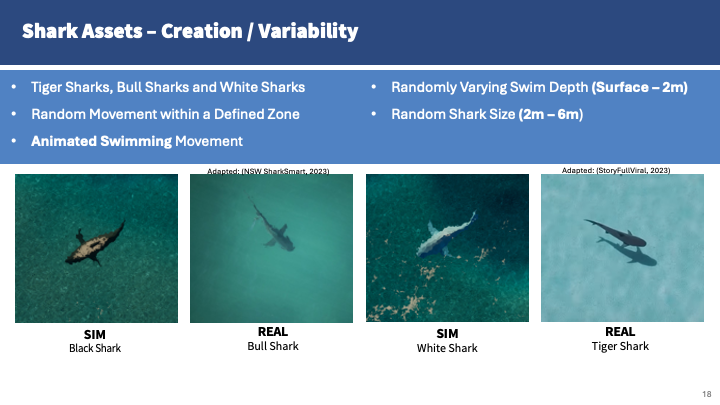 Shark Assets – Creation / Variability
• Tiger Sharks, Bull Sharks and White Sharks
• Random Movement within a Defined Zone
• Animated Swimming Movement
• Randomly Varying Swim Depth (Surface – 2m)
• Random Shark Size (2m – 6m)
Adapted: (NSW SharkSmart, 2023)
Adapted: (StoryFullViral, 2023)
SIM
Black Shark
REAL
Bull Shark
SIM
White Shark
REAL
Tiger Shark
18